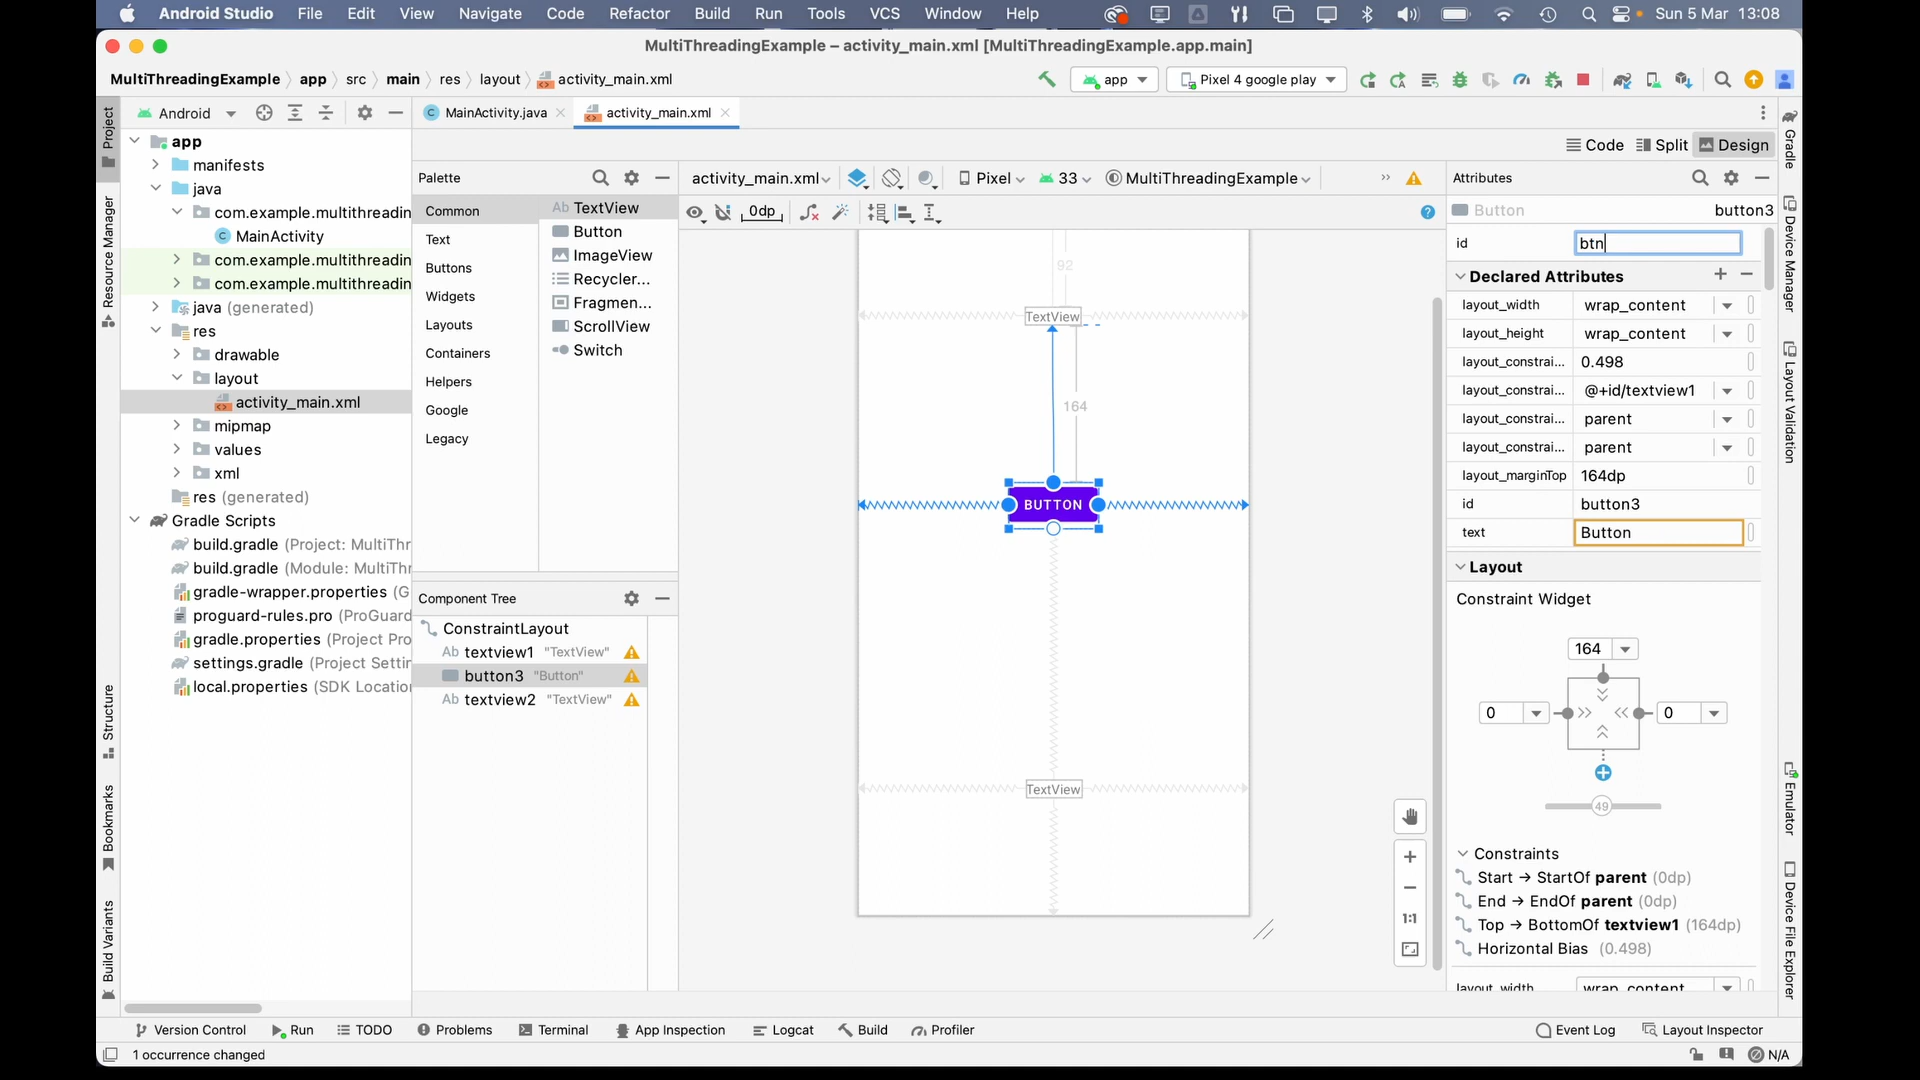 Android Studio File Edit View Navigate Code Refactor Build Run Tools VCS Window Help Sun 5 Mar 13:08
MultiThreadingExample – activity_main.xml [MultiThreadingExample.app.main]
MultiThreadingExample app src main res layout activity_main.xml app Pixel 4 google play
Android MainActivity.java activity_main.xml
Code Split Design
Project
Resource Manager
Structure
Bookmarks
Build Variants
app
manifests
java
com.example.multithreadin
MainActivity
com.example.multithreadin
com.example.multithreadin
java (generated)
res
drawable
layout
activity_main.xml
mipmap
values
xml
res (generated)
Gradle Scripts
build.gradle (Project: MultiThr
build.gradle (Module: MultiThr
gradle-wrapper.properties (G
proguard-rules.pro (ProGuard
gradle.properties (Project Pro
settings.gradle (Project Settir
local.properties (SDK Locatior
Palette
Common
Text
Buttons
Widgets
Layouts
Containers
Helpers
Google
Legacy
Ab TextView
Button
ImageView
Recycler...
Fragmen...
ScrollView
Switch
Component Tree
ConstraintLayout
Ab textview1 "TextView"
button3 "Button"
Ab textview2 "TextView"
activity_main.xml Pixel 33 MultiThreadingExample
0dp
92
TextView
164
BUTTON
TextView
1:1
Attributes
Button button3
id btn
Declared Attributes
layout_width wrap_content
layout_height wrap_content
layout_constrai... 0.498
layout_constrai... @+id/textview1
layout_constrai... parent
layout_constrai... parent
layout_marginTop 164dp
id button3
text Button
Layout
Constraint Widget
164
0 0
49
Constraints
Start → StartOf parent (0dp)
End → EndOf parent (0dp)
Top → BottomOf textview1 (164dp)
Horizontal Bias (0.498)
layout_width wrap_content
Gradle
Device Manager
Layout Validation
Emulator
Device File Explorer
Version Control Run TODO Problems Terminal App Inspection Logcat Build Profiler Event Log Layout Inspector
1 occurrence changed N/A